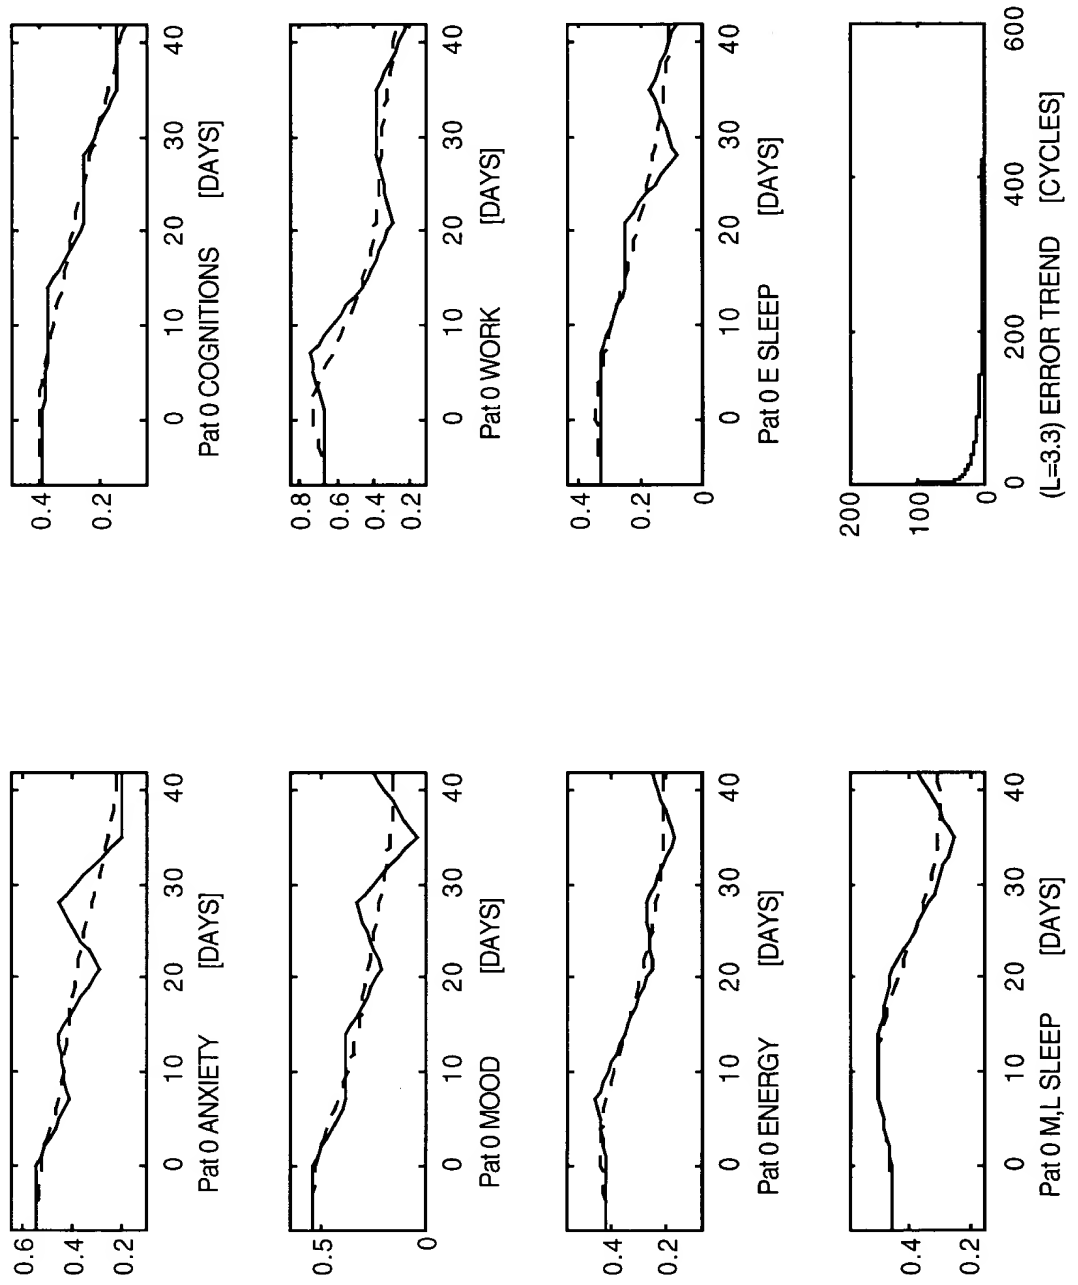 0.6
0.4
0.2
0 10 20 30 40
Pat 0 ANXIETY [DAYS]
0.4
0.2
0 10 20 30 40
Pat 0 COGNITIONS [DAYS]
0.5
0
0 10 20 30 40
Pat 0 MOOD [DAYS]
0.8
0.6
0.4
0.2
0 10 20 30 40
Pat 0 WORK [DAYS]
0.4
0.2
0 10 20 30 40
Pat 0 ENERGY [DAYS]
0.4
0.2
0
0 10 20 30 40
Pat 0 E SLEEP [DAYS]
0.4
0.2
0 10 20 30 40
Pat 0 M,L SLEEP [DAYS]
200
100
0
0 200 400 600
(L=3.3) ERROR TREND [CYCLES]